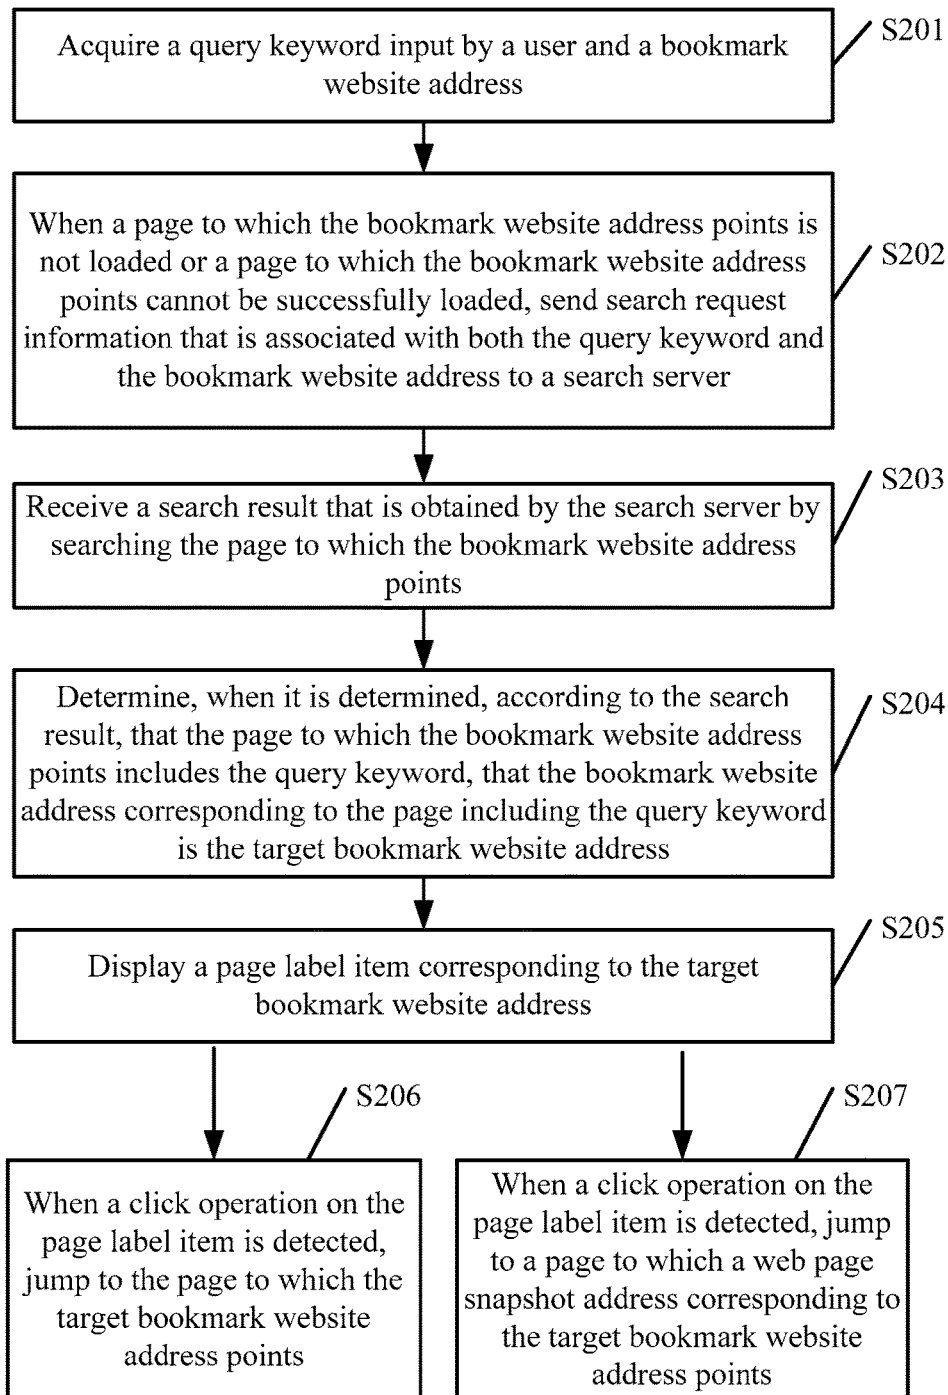 Acquire a query keyword input by a user and a bookmark
website address
S201
When a page to which the bookmark website address points is
not loaded or a page to which the bookmark website address
points cannot be successfully loaded, send search request
information that is associated with both the query keyword and
the bookmark website address to a search server
S202
Receive a search result that is obtained by the search server by
searching the page to which the bookmark website address
points
S203
Determine, when it is determined, according to the search
result, that the page to which the bookmark website address
points includes the query keyword, that the bookmark website
address corresponding to the page including the query keyword
is the target bookmark website address
S204
Display a page label item corresponding to the target
bookmark website address
S205
S206
When a click operation on the
page label item is detected,
jump to the page to which the
target bookmark website
address points
S207
When a click operation on the
page label item is detected, jump
to a page to which a web page
snapshot address corresponding to
the target bookmark website
address points